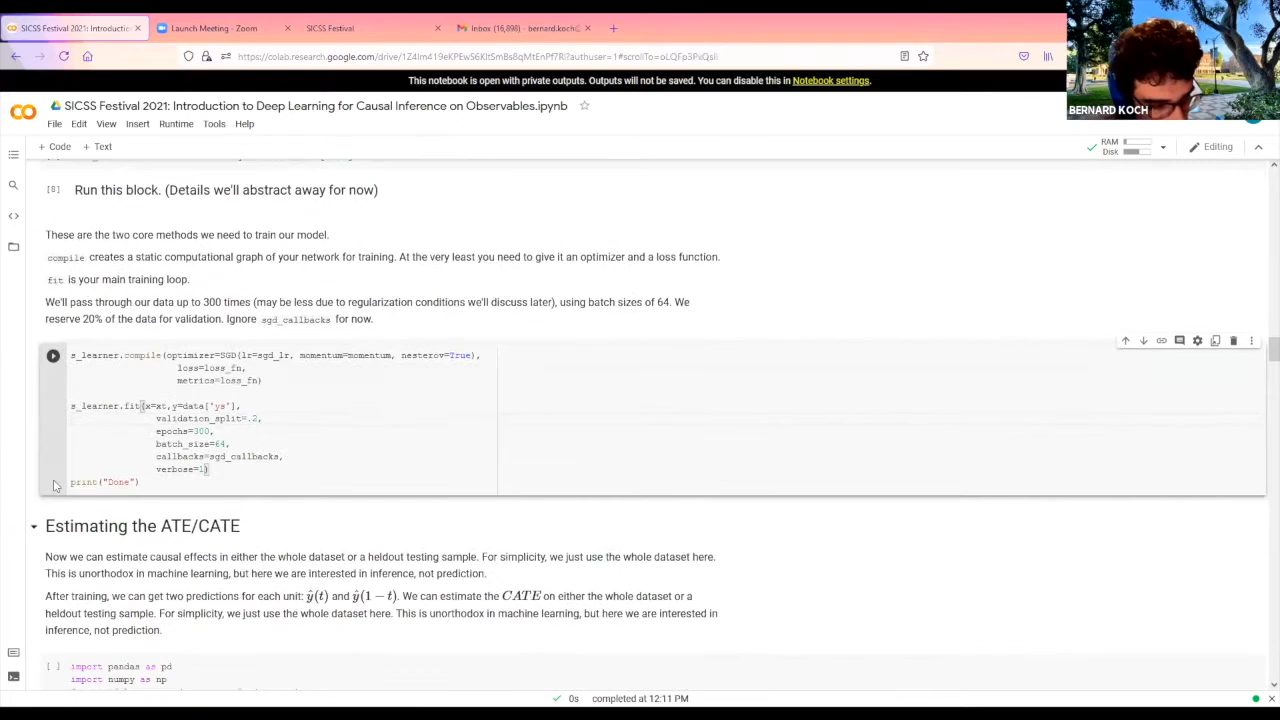 SICSS Festival 2021: Introductio
Launch Meeting - Zoom
SICSS Festival
Inbox (16,898) - bernard.koch@
BERNARD KOCH
This notebook is open with private outputs. Outputs will not be saved. You can disable this in Notebook settings.
SICSS Festival 2021: Introduction to Deep Learning for Causal Inference on Observables.ipynb
File Edit View Insert Runtime Tools Help
+ Code + Text
RAM
Disk
Editing
[8] Run this block. (Details we'll abstract away for now)
These are the two core methods we need to train our model.
compile creates a static computational graph of your network for training. At the very least you need to give it an optimizer and a loss function.
fit is your main training loop.
We'll pass through our data up to 300 times (may be less due to regularization conditions we'll discuss later), using batch sizes of 64. We
reserve 20% of the data for validation. Ignore sgd_callbacks for now.
s_learner.compile(optimizer=SGD(lr=sgd_lr, momentum=momentum, nesterov=True),
loss=loss_fn,
metrics=loss_fn)
s_learner.fit(x=xt,y=data['ys'],
validation_split=.2,
epochs=300,
batch_size=64,
callbacks=sgd_callbacks,
verbose=1)
print("Done")
Estimating the ATE/CATE
Now we can estimate causal effects in either the whole dataset or a heldout testing sample. For simplicity, we just use the whole dataset here.
This is unorthodox in machine learning, but here we are interested in inference, not prediction.
After training, we can get two predictions for each unit: ŷ(t) and ŷ(1 − t). We can estimate the CATE on either the whole dataset or a
heldout testing sample. For simplicity, we just use the whole dataset here. This is unorthodox in machine learning, but here we are interested in
inference, not prediction.
[ ] import pandas as pd
import numpy as np
0s completed at 12:11 PM